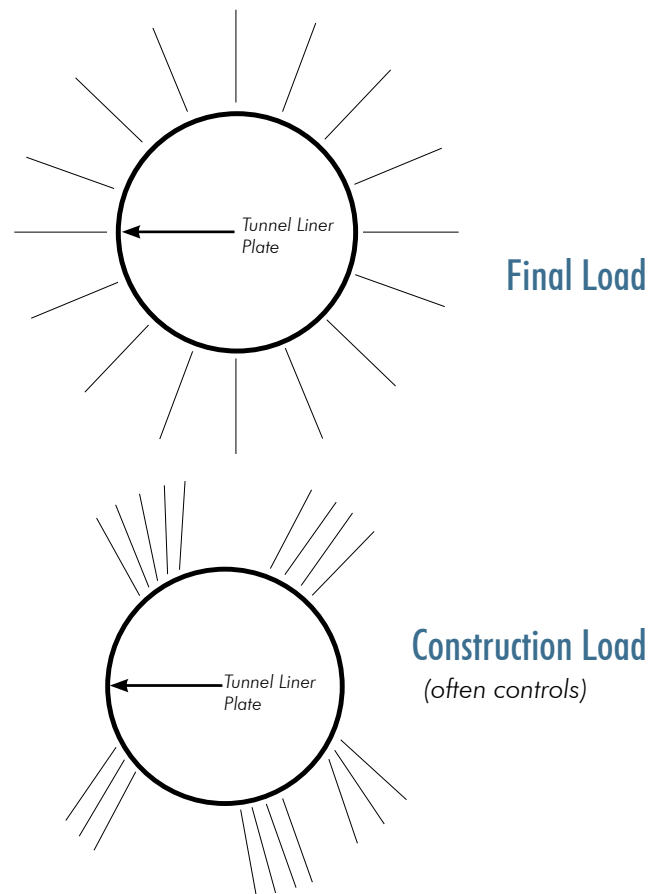 Tunnel Liner
Plate
Final Load
Construction Load
(often controls)
Tunnel Liner
Plate